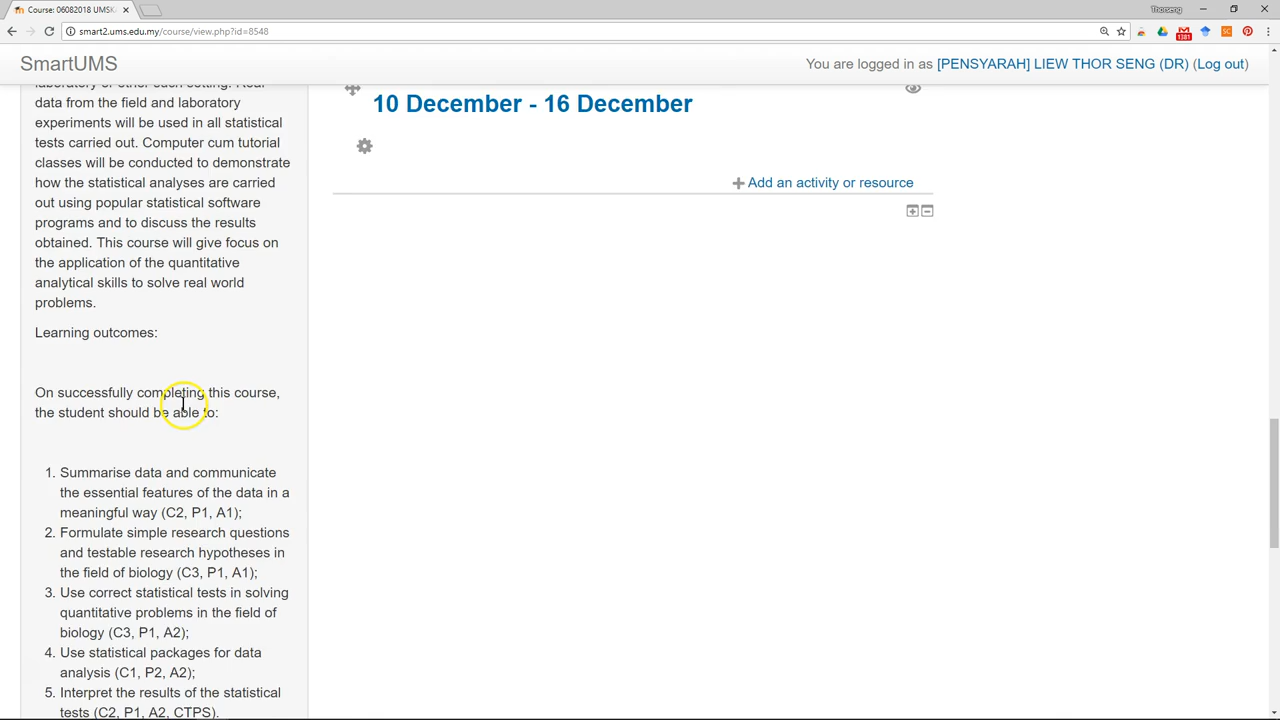 Course: 06082018 UMSK
Thorseng
smart2.ums.edu.my/course/view.php?id=8548
1381
SC
SmartUMS
You are logged in as [PENSYARAH] LIEW THOR SENG (DR) (Log out)
data from the field and laboratory
experiments will be used in all statistical
tests carried out. Computer cum tutorial
classes will be conducted to demonstrate
how the statistical analyses are carried
out using popular statistical software
programs and to discuss the results
obtained. This course will give focus on
the application of the quantitative
analytical skills to solve real world
problems.
Learning outcomes:
On successfully completing this course,
the student should be able to:
1. Summarise data and communicate
the essential features of the data in a
meaningful way (C2, P1, A1);
2. Formulate simple research questions
and testable research hypotheses in
the field of biology (C3, P1, A1);
3. Use correct statistical tests in solving
quantitative problems in the field of
biology (C3, P1, A2);
4. Use statistical packages for data
analysis (C1, P2, A2);
5. Interpret the results of the statistical
tests (C2, P1, A2, CTPS).
10 December - 16 December
Add an activity or resource